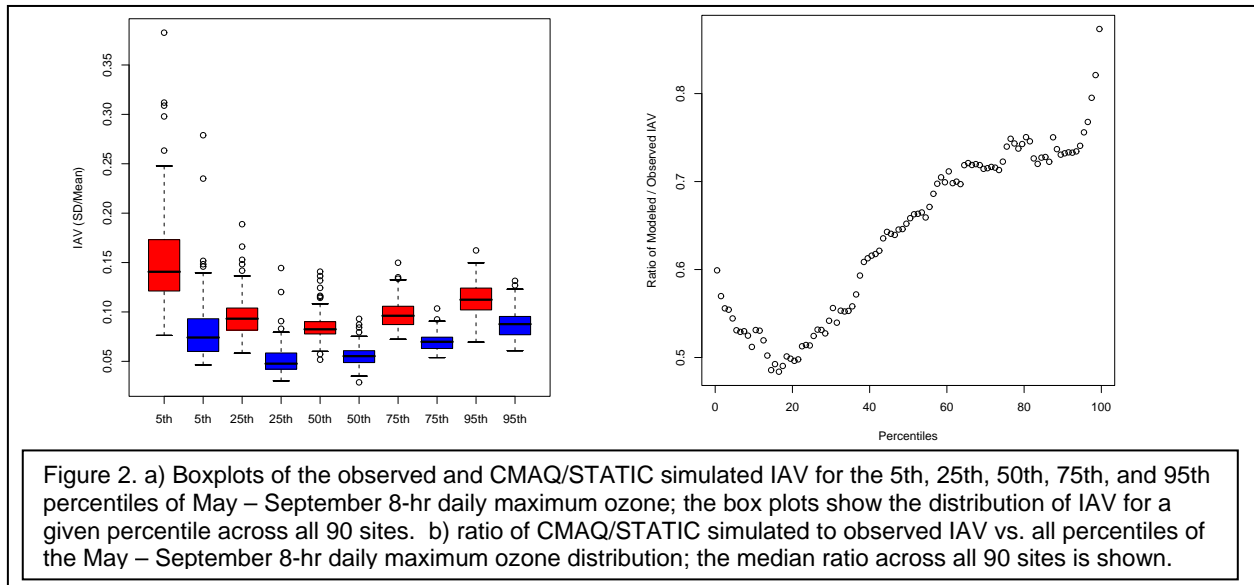 0.35
0.25
0.15
0.05
IAV (SD/Mean)
5th 5th 25th 25th 50th 50th 75th 75th 95th 95th
0.8
0.7
0.6
0.5
Ratio of Modeled / Observed IAV
0 20 40 60 80 100
Percentiles
Figure 2. a) Boxplots of the observed and CMAQ/STATIC simulated IAV for the 5th, 25th, 50th, 75th, and 95th
percentiles of May – September 8-hr daily maximum ozone; the box plots show the distribution of IAV for a
given percentile across all 90 sites. b) ratio of CMAQ/STATIC simulated to observed IAV vs. all percentiles of
the May – September 8-hr daily maximum ozone distribution; the median ratio across all 90 sites is shown.